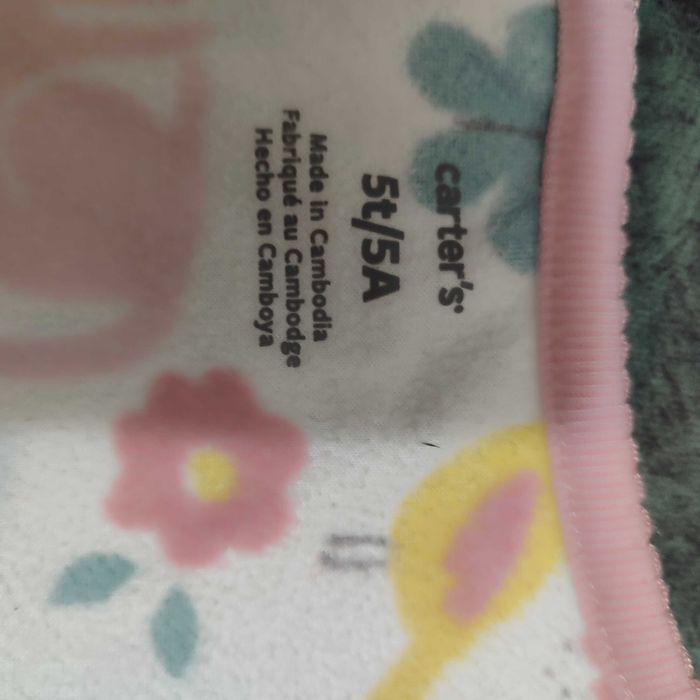 carter's
5t/5A
Made in Cambodia
Fabriqué au Cambodge
Hecho en Camboya